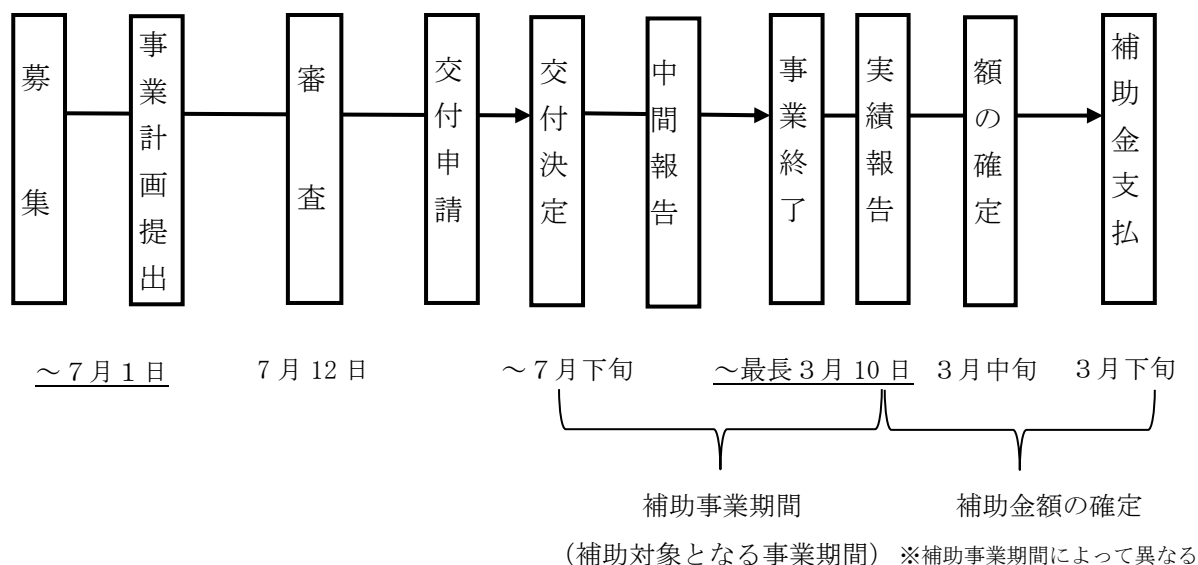 募集
事業計画提出
審査
交付申請
交付決定
中間報告
事業終了
実績報告
額の確定
補助金支払
～７月１日
７月 12 日
～７月下旬
～最長３月 10 日
３月中旬
３月下旬
補助事業期間
補助金額の確定
（補助対象となる事業期間）
※補助事業期間によって異なる